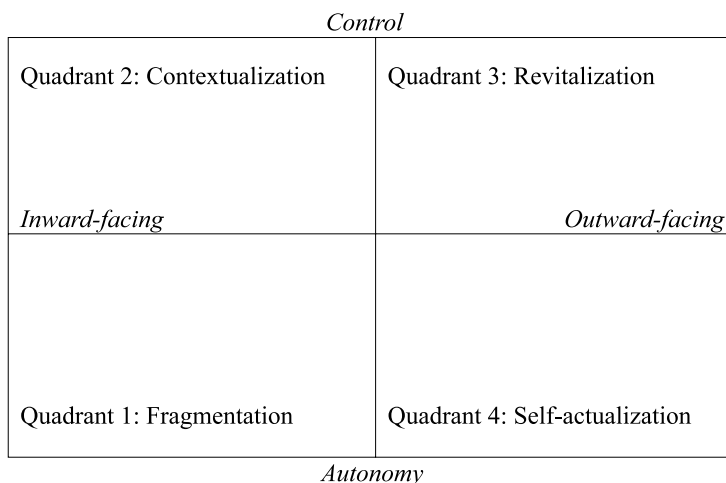 Control
Quadrant 2: Contextualization
Quadrant 3: Revitalization
Inward-facing
Outward-facing
Quadrant 1: Fragmentation
Quadrant 4: Self-actualization
Autonomy